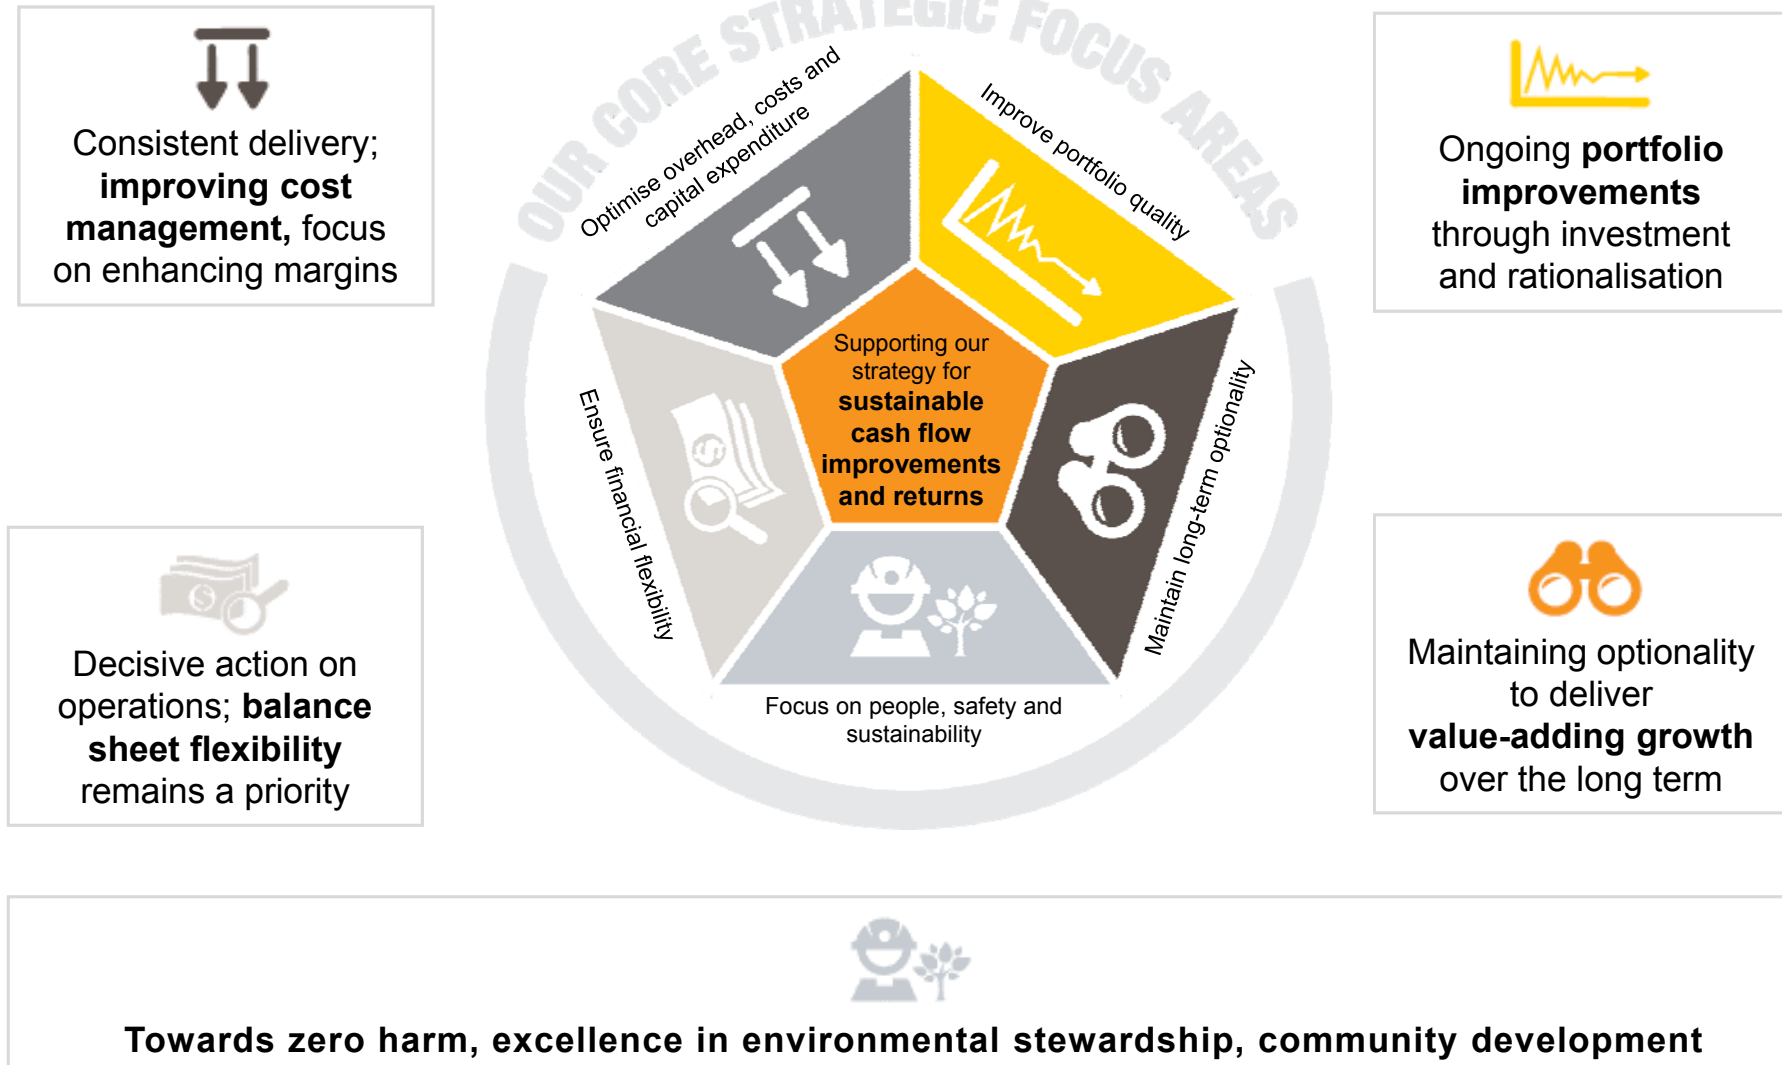 OUR CORE STRATEGIC FOCUS AREAS
Consistent delivery;
improving cost
management, focus
on enhancing margins
Optimise overhead, costs and
capital expenditure
Improve portfolio quality
Ongoing portfolio
improvements
through investment
and rationalisation
Supporting our
strategy for
sustainable
cash flow
improvements
and returns
Ensure financial flexibility
Maintain long-term optionality
Focus on people, safety and
sustainability
Decisive action on
operations; balance
sheet flexibility
remains a priority
Maintaining optionality
to deliver
value-adding growth
over the long term
Towards zero harm, excellence in environmental stewardship, community development